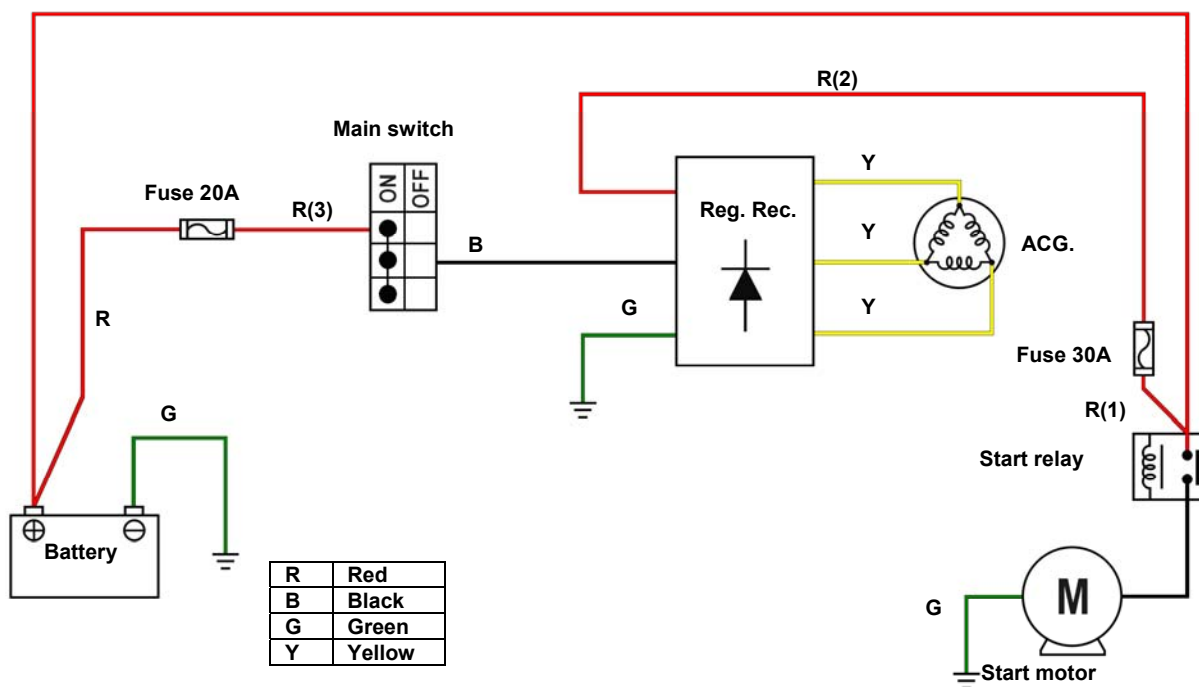 R(2)
Main switch
ON
OFF
Y
Fuse 20A
R(3)
Reg. Rec.
Y
ACG.
B
Y
G
R
Fuse 30A
R(1)
G
Start relay
Battery
R Red
B Black
G Green
Y Yellow
G
M
Start motor